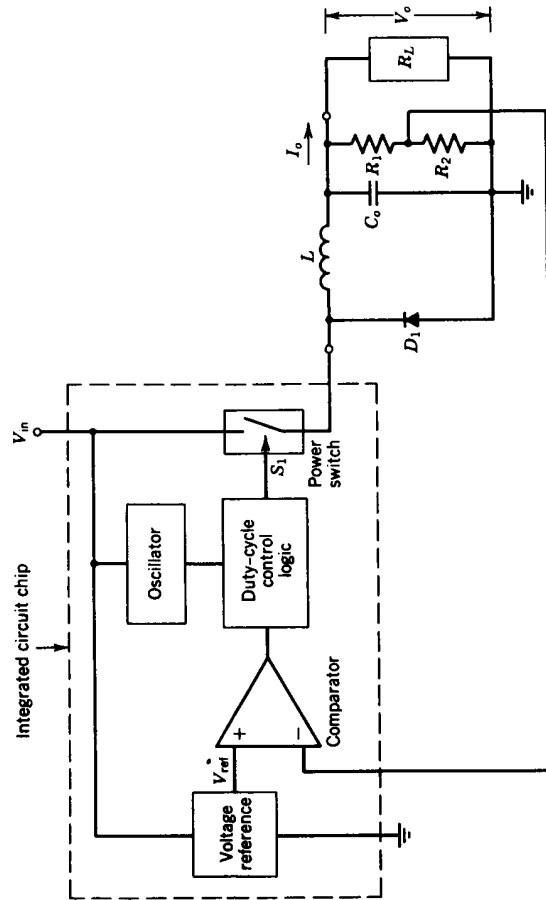 Integrated circuit chip
V_in
Oscillator
Voltage
reference
V_ref
+
−
Comparator
Duty-cycle
control
logic
S_1
Power
switch
D_1
L
C_o
I_o
R_1
R_2
R_L
V_o